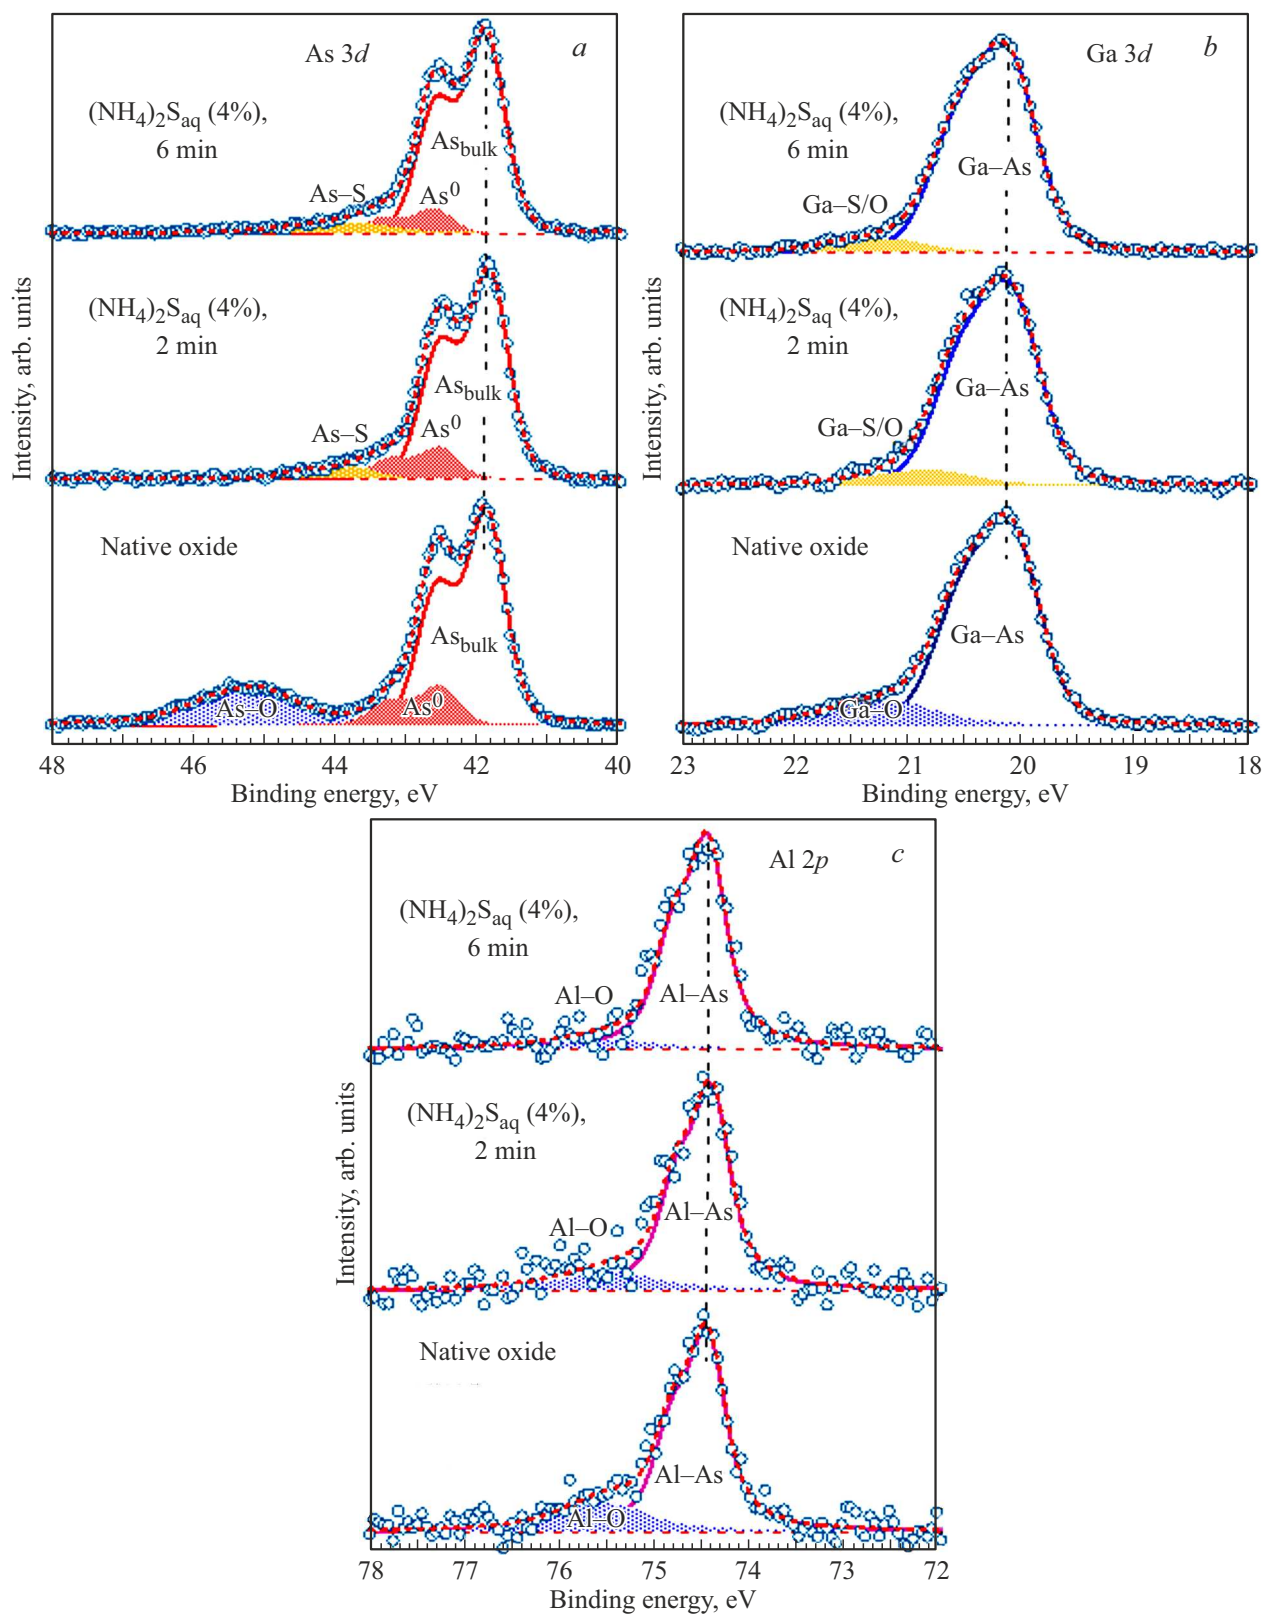 As 3d
a
(NH4)2Saq (4%),
6 min
Asbulk
As–S
As0
(NH4)2Saq (4%),
2 min
Asbulk
As–S
As0
Native oxide
Asbulk
As–O
As0
Intensity, arb. units
48 46 44 42 40
Binding energy, eV
Ga 3d
b
(NH4)2Saq (4%),
6 min
Ga–As
Ga–S/O
(NH4)2Saq (4%),
2 min
Ga–As
Ga–S/O
Native oxide
Ga–As
Ga–O
Intensity, arb. units
23 22 21 20 19 18
Binding energy, eV
Al 2p
c
(NH4)2Saq (4%),
6 min
Al–O
Al–As
(NH4)2Saq (4%),
2 min
Al–As
Al–O
Native oxide
Al–As
Al–O
Intensity, arb. units
78 77 76 75 74 73 72
Binding energy, eV